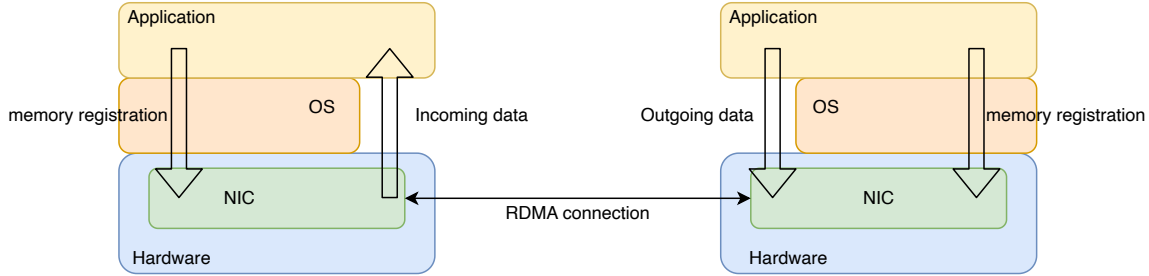 Application
Application
OS
OS
memory registration
Incoming data
Outgoing data
memory registration
NIC
NIC
RDMA connection
Hardware
Hardware